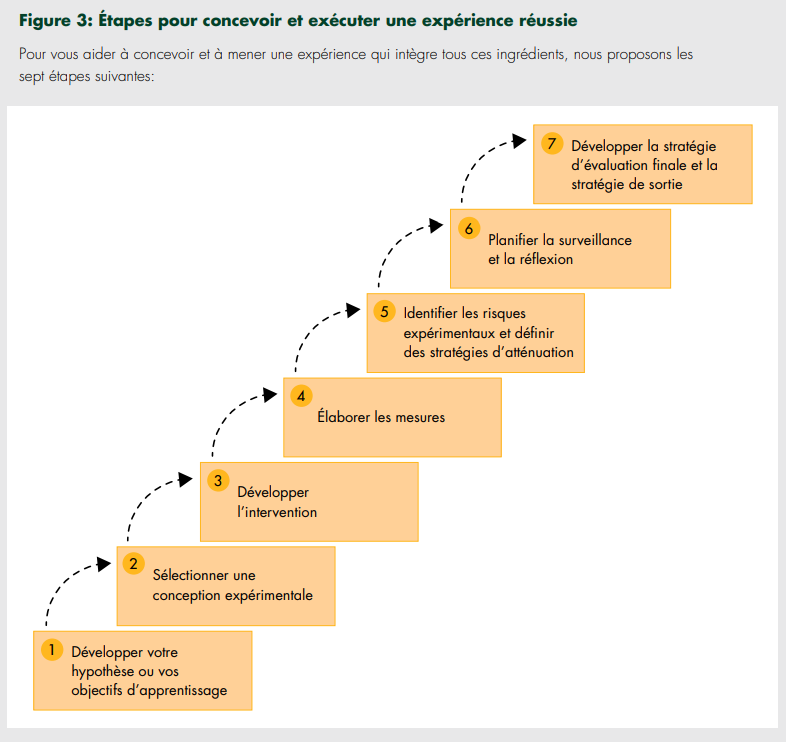 Figure 3: Étapes pour concevoir et exécuter une expérience réussie
Pour vous aider à concevoir et à mener une expérience qui intègre tous ces ingrédients, nous proposons les
sept étapes suivantes:
7
Développer la stratégie
d’évaluation finale et la
stratégie de sortie
6
Planifier la surveillance
et la réflexion
5
Identifier les risques
expérimentaux et définir
des stratégies d’atténuation
4
Élaborer les mesures
3
Développer
l’intervention
2
Sélectionner une
conception expérimentale
1
Développer votre
hypothèse ou vos
objectifs d’apprentissage